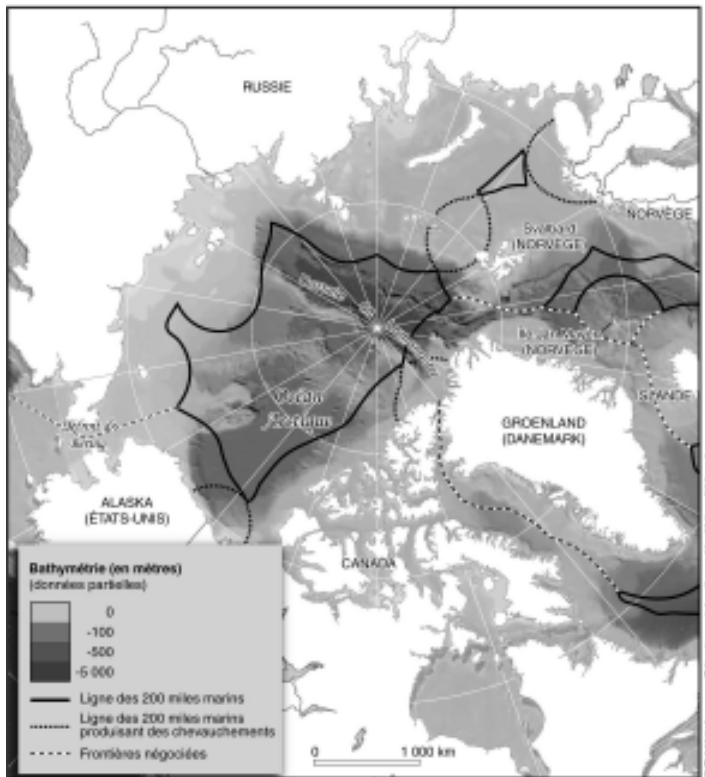 RUSSIE
NORVÈGE
Svalbard
(NORVÈGE)
(NORVÈGE)
GROENLAND
(DANEMARK)
Océan
Arctique
ALASKA
(ÉTATS-UNIS)
CANADA
Bathymétrie (en mètres)
(données partielles)
0
-100
-500
-5 000
Ligne des 200 miles marins
Ligne des 200 miles marins
produisant des chevauchements
Frontières négociées
0 1 000 km